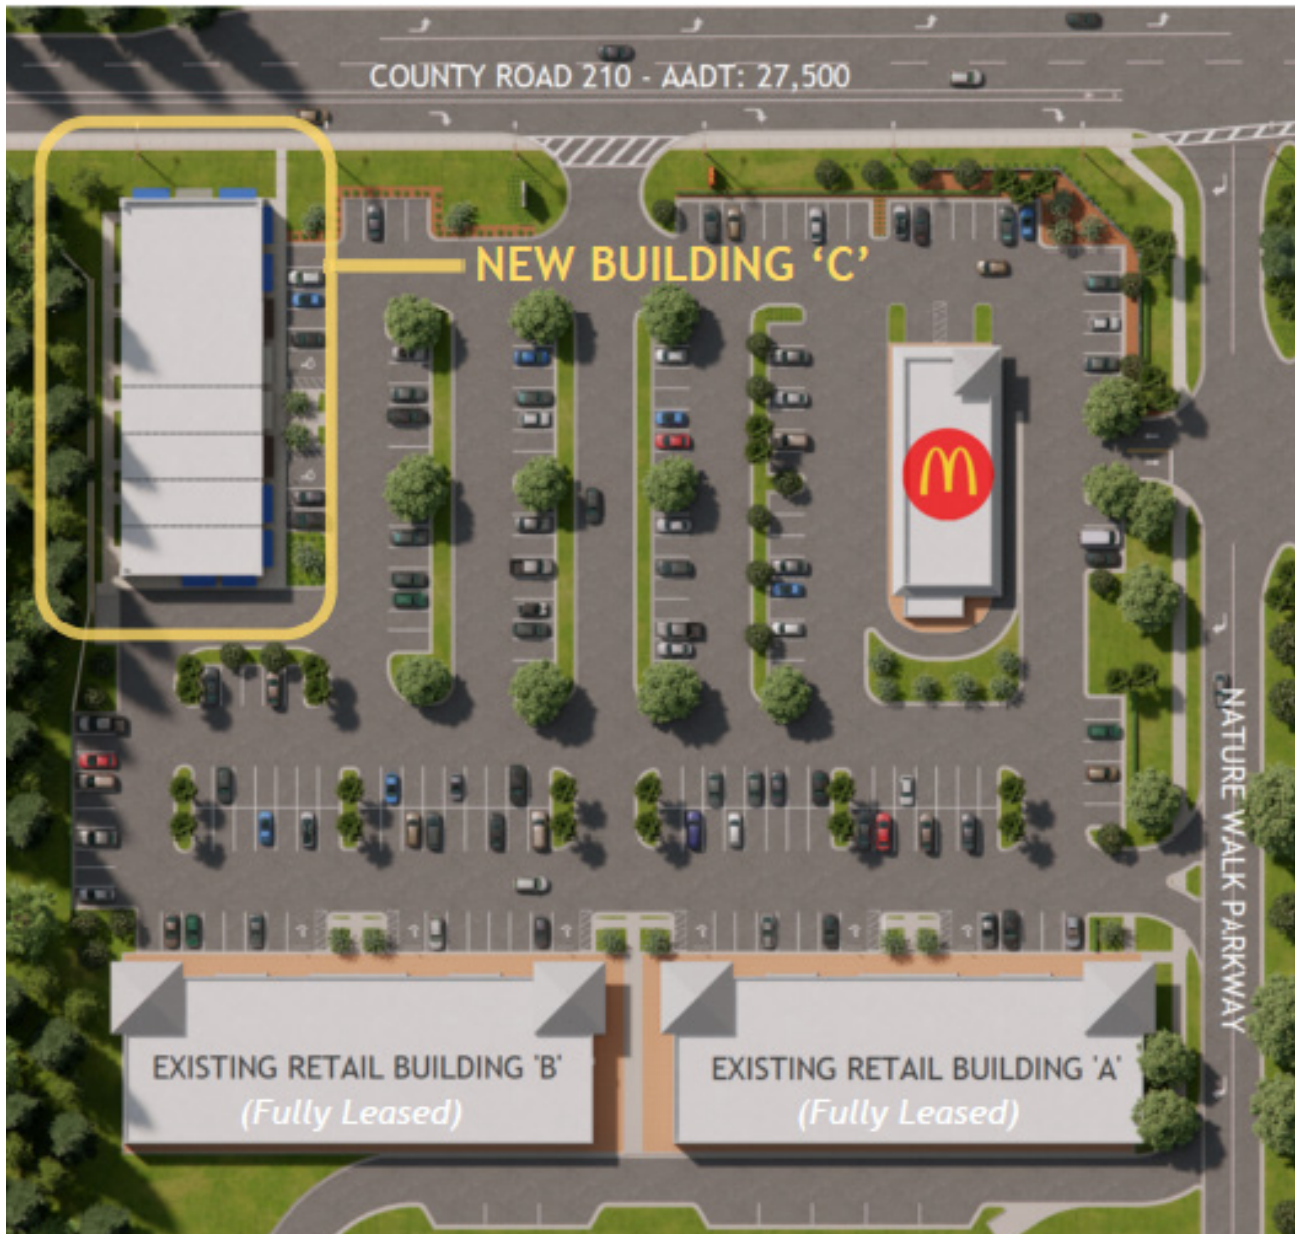 COUNTY ROAD 210 - AADT: 27,500
NEW BUILDING ‘C’
NATURE WALK PARKWAY
EXISTING RETAIL BUILDING 'B'
(Fully Leased)
EXISTING RETAIL BUILDING 'A'
(Fully Leased)